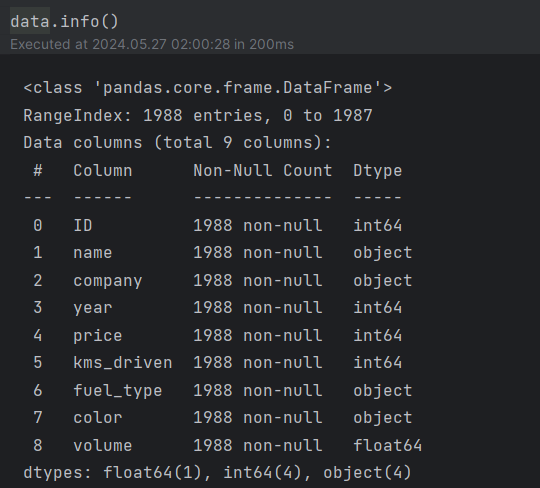 data.info()
Executed at 2024.05.27 02:00:28 in 200ms
<class 'pandas.core.frame.DataFrame'>
RangeIndex: 1988 entries, 0 to 1987
Data columns (total 9 columns):
 #   Column      Non-Null Count  Dtype
---  ------      --------------  -----
 0   ID          1988 non-null   int64
 1   name        1988 non-null   object
 2   company     1988 non-null   object
 3   year        1988 non-null   int64
 4   price       1988 non-null   int64
 5   kms_driven  1988 non-null   int64
 6   fuel_type   1988 non-null   object
 7   color       1988 non-null   object
 8   volume      1988 non-null   float64
dtypes: float64(1), int64(4), object(4)